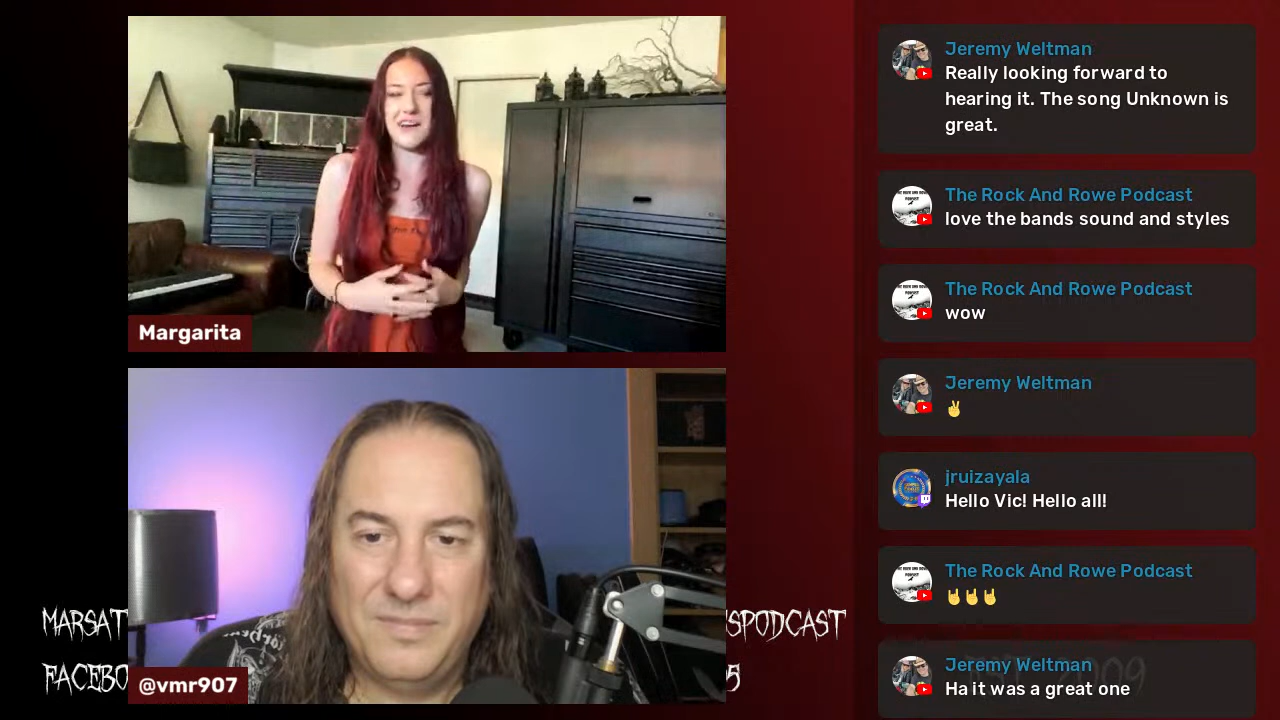 Margarita
@vmr907
MARSAT
SPODCAST
FACEBO
5
Jeremy Weltman
Really looking forward to
hearing it. The song Unknown is
great.
The Rock And Rowe Podcast
love the bands sound and styles
The Rock And Rowe Podcast
wow
Jeremy Weltman
✌
jruizayala
Hello Vic! Hello all!
The Rock And Rowe Podcast
🤘🤘🤘
Jeremy Weltman
Ha it was a great one